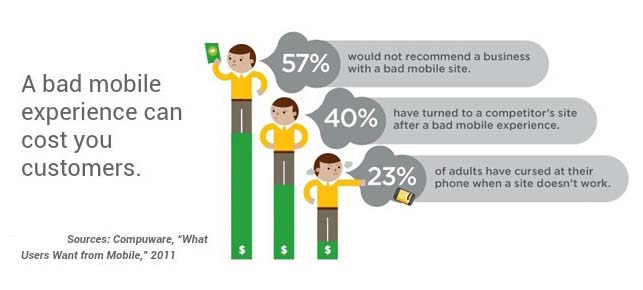 A bad mobile
experience can
cost you
customers.
Sources: Compuware, “What
Users Want from Mobile,” 2011
57%
would not recommend a business
with a bad mobile site.
40%
have turned to a competitor's site
after a bad mobile experience.
23%
of adults have cursed at their
phone when a site doesn't work.
$ $ $